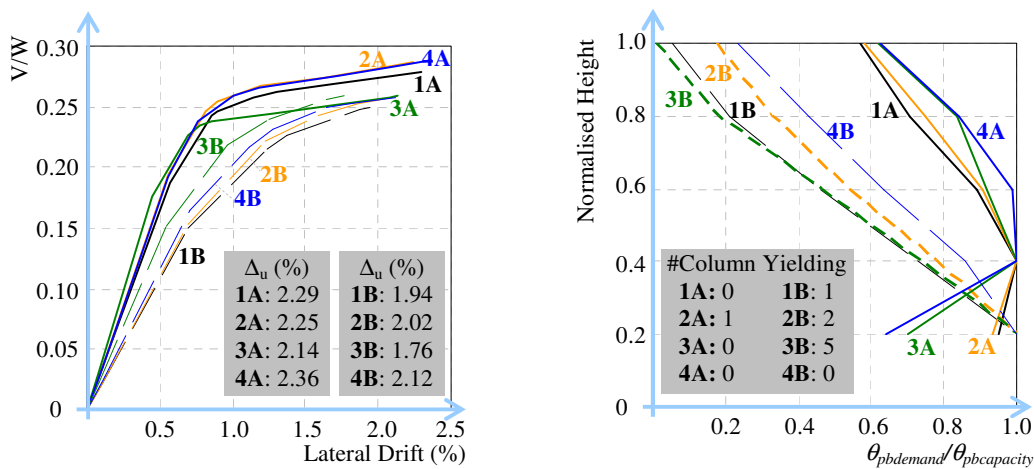 V/W
0.30
0.25
0.20
0.15
0.10
0.05
0
0.5
1.0
1.5
2.0
2.5
Lateral Drift (%)
2A
4A
1A
3A
3B
2B
4B
1B
Δu (%)
1A: 2.29
2A: 2.25
3A: 2.14
4A: 2.36
Δu (%)
1B: 1.94
2B: 2.02
3B: 1.76
4B: 2.12
Normalised Height
1.0
0.8
0.6
0.4
0.2
0
0.2
0.4
0.6
0.8
1.0
θpbdemand/θpbcapacity
2B
3B
1B
4B
1A
4A
3A
2A
#Column Yielding
1A: 0 1B: 1
2A: 1 2B: 2
3A: 0 3B: 5
4A: 0 4B: 0